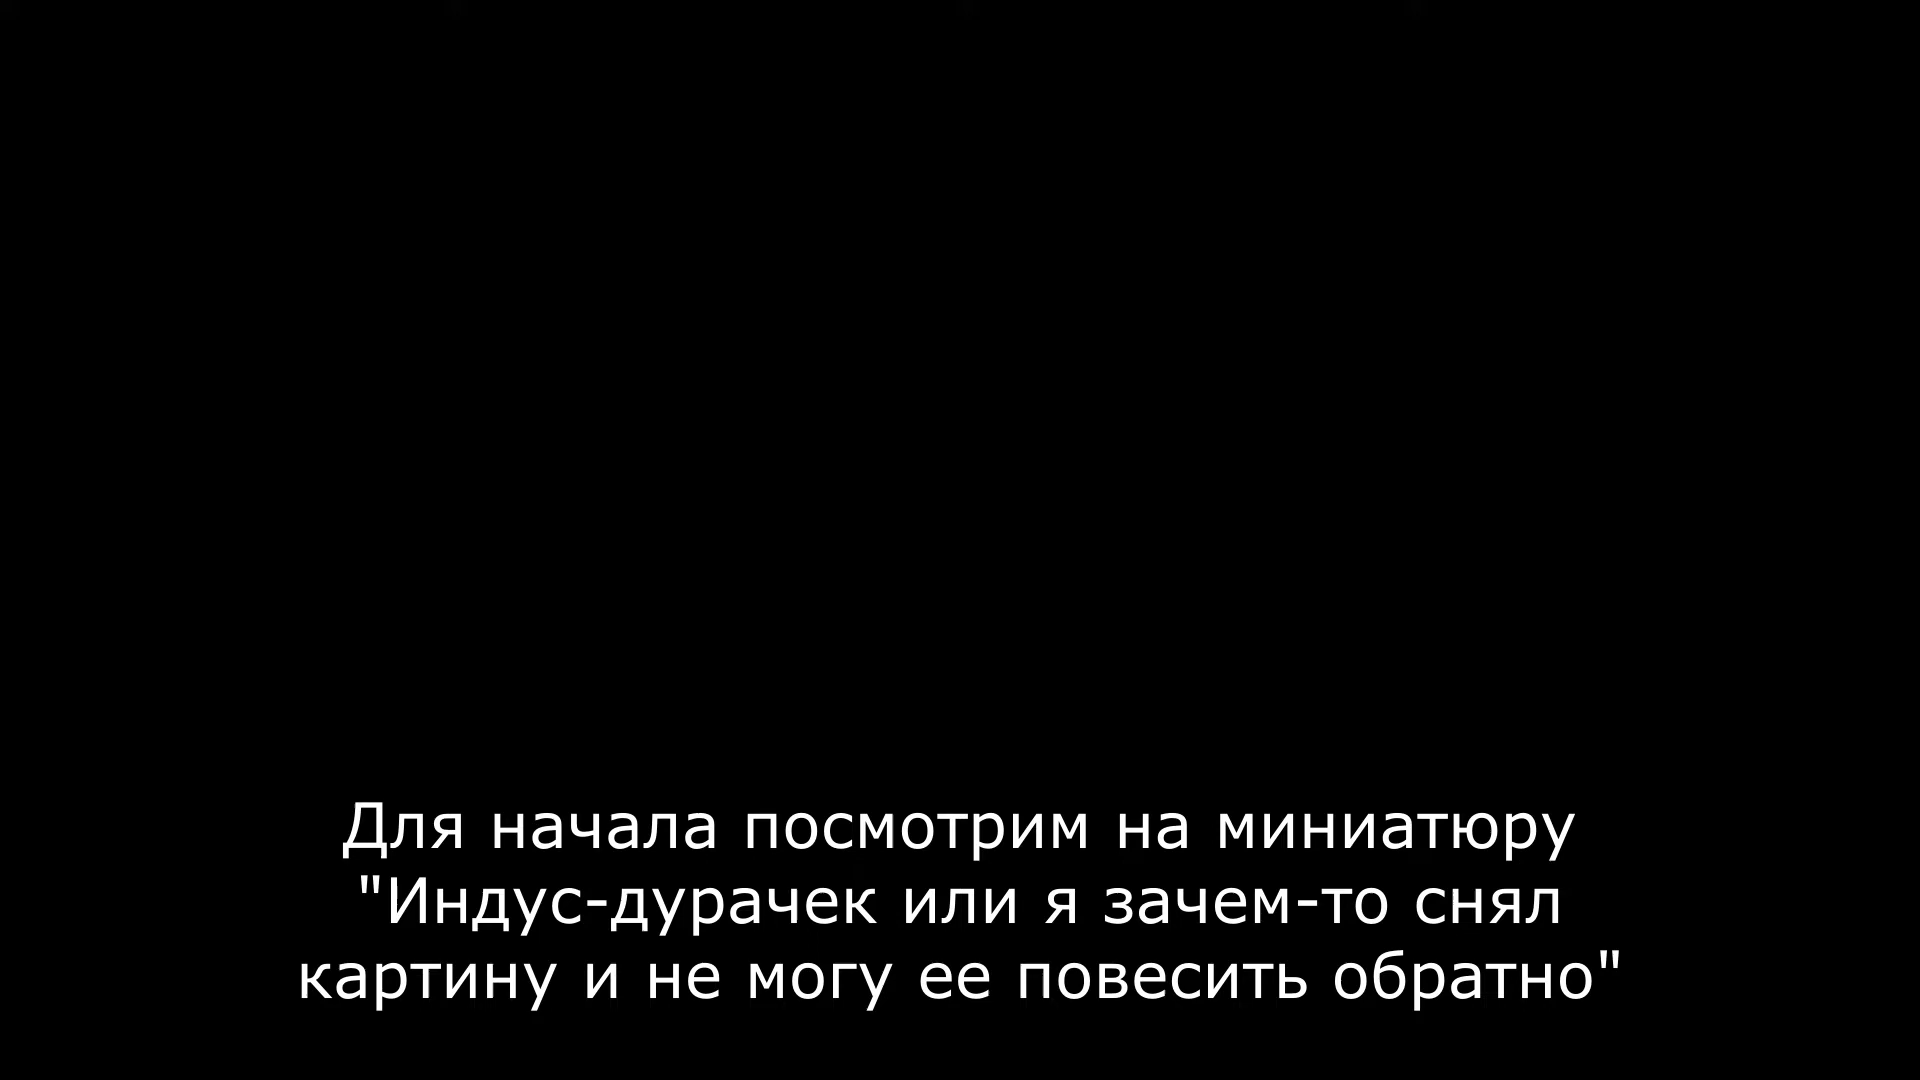 Для начала посмотрим на миниатюру
"Индус-дурачек или я зачем-то снял
картину и не могу ее повесить обратно"